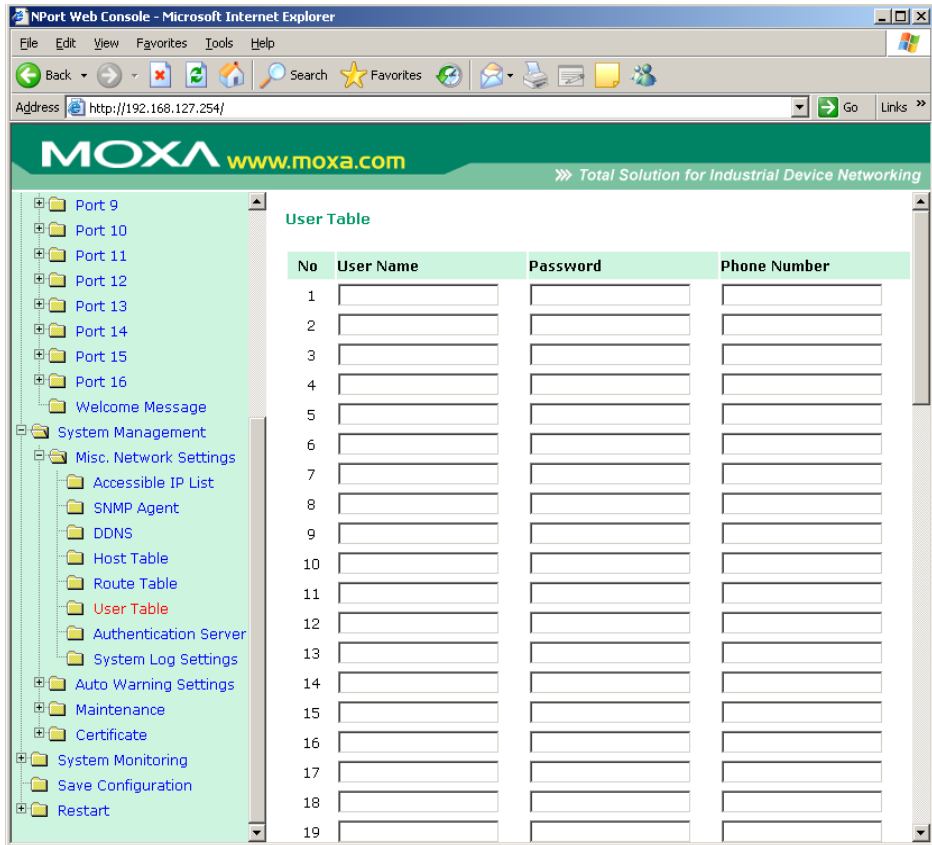 NPort Web Console - Microsoft Internet Explorer
File Edit View Favorites Tools Help
Back Search Favorites
Address http://192.168.127.254/ Go Links »
MOXA www.moxa.com
Total Solution for Industrial Device Networking
Port 9
Port 10
Port 11
Port 12
Port 13
Port 14
Port 15
Port 16
Welcome Message
System Management
Misc. Network Settings
Accessible IP List
SNMP Agent
DDNS
Host Table
Route Table
User Table
Authentication Server
System Log Settings
Auto Warning Settings
Maintenance
Certificate
System Monitoring
Save Configuration
Restart
User Table
No User Name Password Phone Number
1
2
3
4
5
6
7
8
9
10
11
12
13
14
15
16
17
18
19